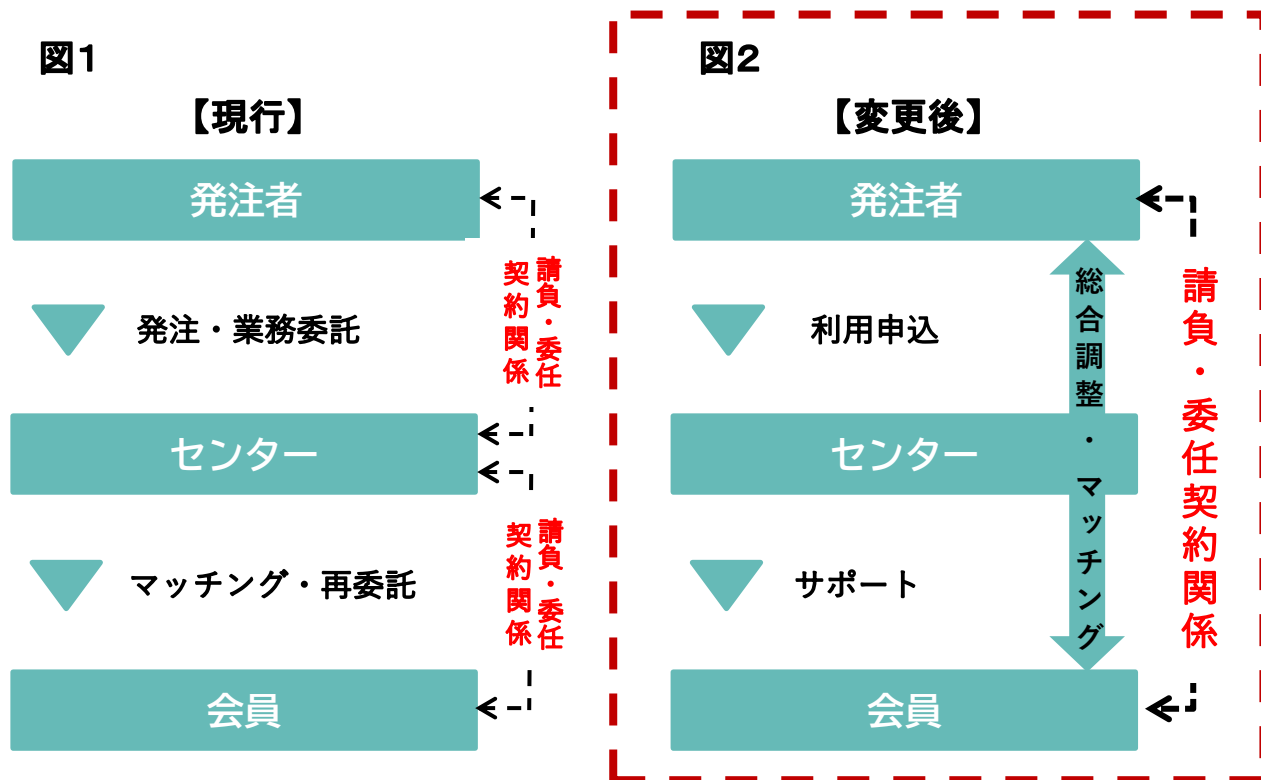 図1
【現行】
発注者
発注・業務委託
請負・委任
契約関係
センター
マッチング・再委託
請負・委任
契約関係
会員
図2
【変更後】
発注者
利用申込
総合調整・マッチング
請負・委任契約関係
センター
サポート
会員